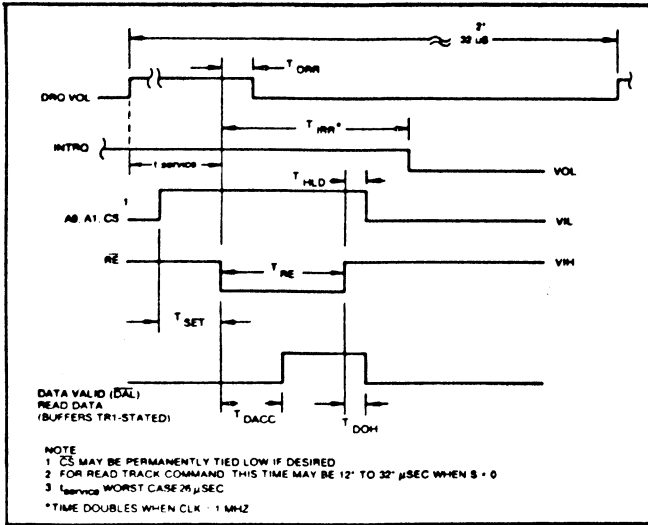 2*
32 uS
T DRR
DRQ VOL
T IRR*
INTRQ
t service
VOL
T HLD
1
A0, A1, CS
VIL
RE
T RE
VIH
T SET
DATA VALID (DAL)
READ DATA
(BUFFERS TR1-STATED)
T DACC
T DOH
NOTE
1 CS MAY BE PERMANENTLY TIED LOW IF DESIRED
2 FOR READ TRACK COMMAND THIS TIME MAY BE 12* TO 32* μSEC WHEN S = 0
3 tservice WORST CASE 26 μSEC
*TIME DOUBLES WHEN CLK : 1 MHZ